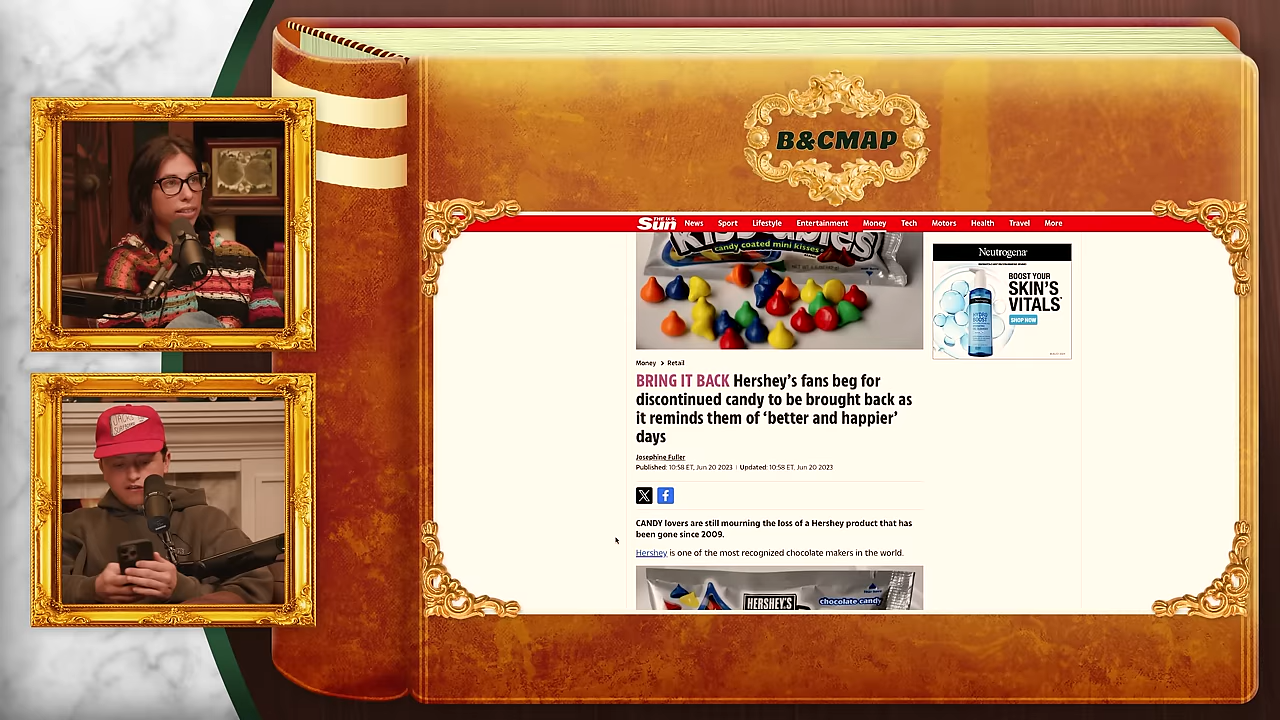 B&CMAP
THE U.S. Sun News Sport Lifestyle Entertainment Money Tech Motors Health Travel More
candy coated mini kisses
Neutrogena
BOOST YOUR
SKIN'S
VITALS
SHOP NOW
Money > Retail
BRING IT BACK Hershey's fans beg for
discontinued candy to be brought back as
it reminds them of 'better and happier'
days
Josephine Fuller
Published: 10:58 ET, Jun 20 2023 | Updated: 10:58 ET, Jun 20 2023
CANDY lovers are still mourning the loss of a Hershey product that has
been gone since 2009.
Hershey is one of the most recognized chocolate makers in the world.
HERSHEY'S
chocolate candy